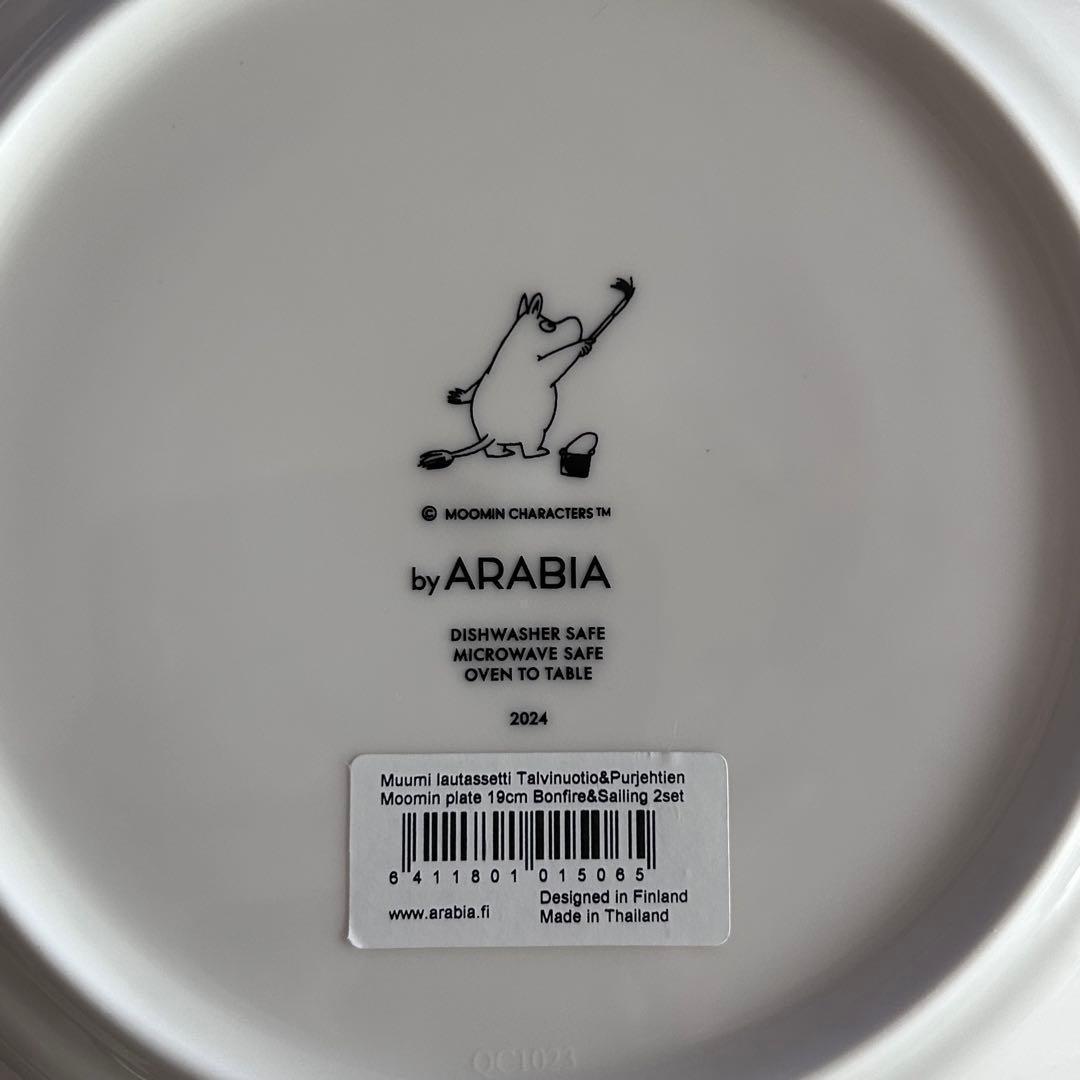 © MOOMIN CHARACTERS™
by ARABIA
DISHWASHER SAFE
MICROWAVE SAFE
OVEN TO TABLE
2024
Muumi lautassetti Talvinuotio&Purjehtien
Moomin plate 19cm Bonfire&Sailing 2set
6 411801 015065
Designed in Finland
www.arabia.fi Made in Thailand
QC1023